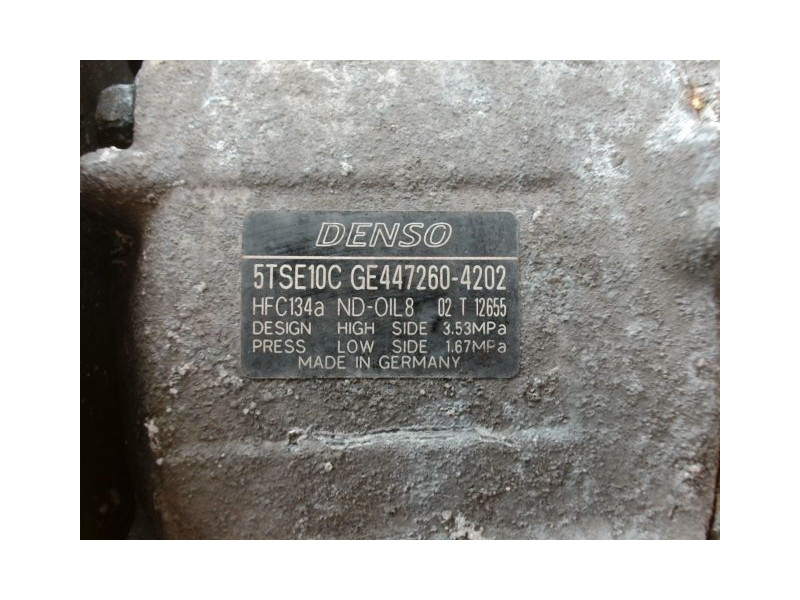 DENSO
5TSE10C GE447260-4202
HFC134a ND-OIL8 02 T 12655
DESIGN HIGH SIDE 3.53MPa
PRESS LOW SIDE 1.67MPa
MADE IN GERMANY